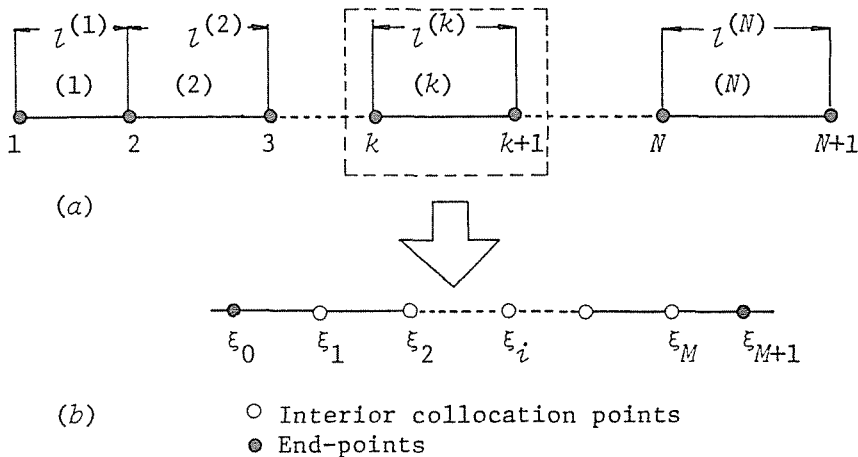 l(1) l(2) l(k) l(N)
(1) (2) (k) (N)
1 2 3 k k+1 N N+1
(a)
ξ0 ξ1 ξ2 ξi ξM ξM+1
(b) Interior collocation points
End-points